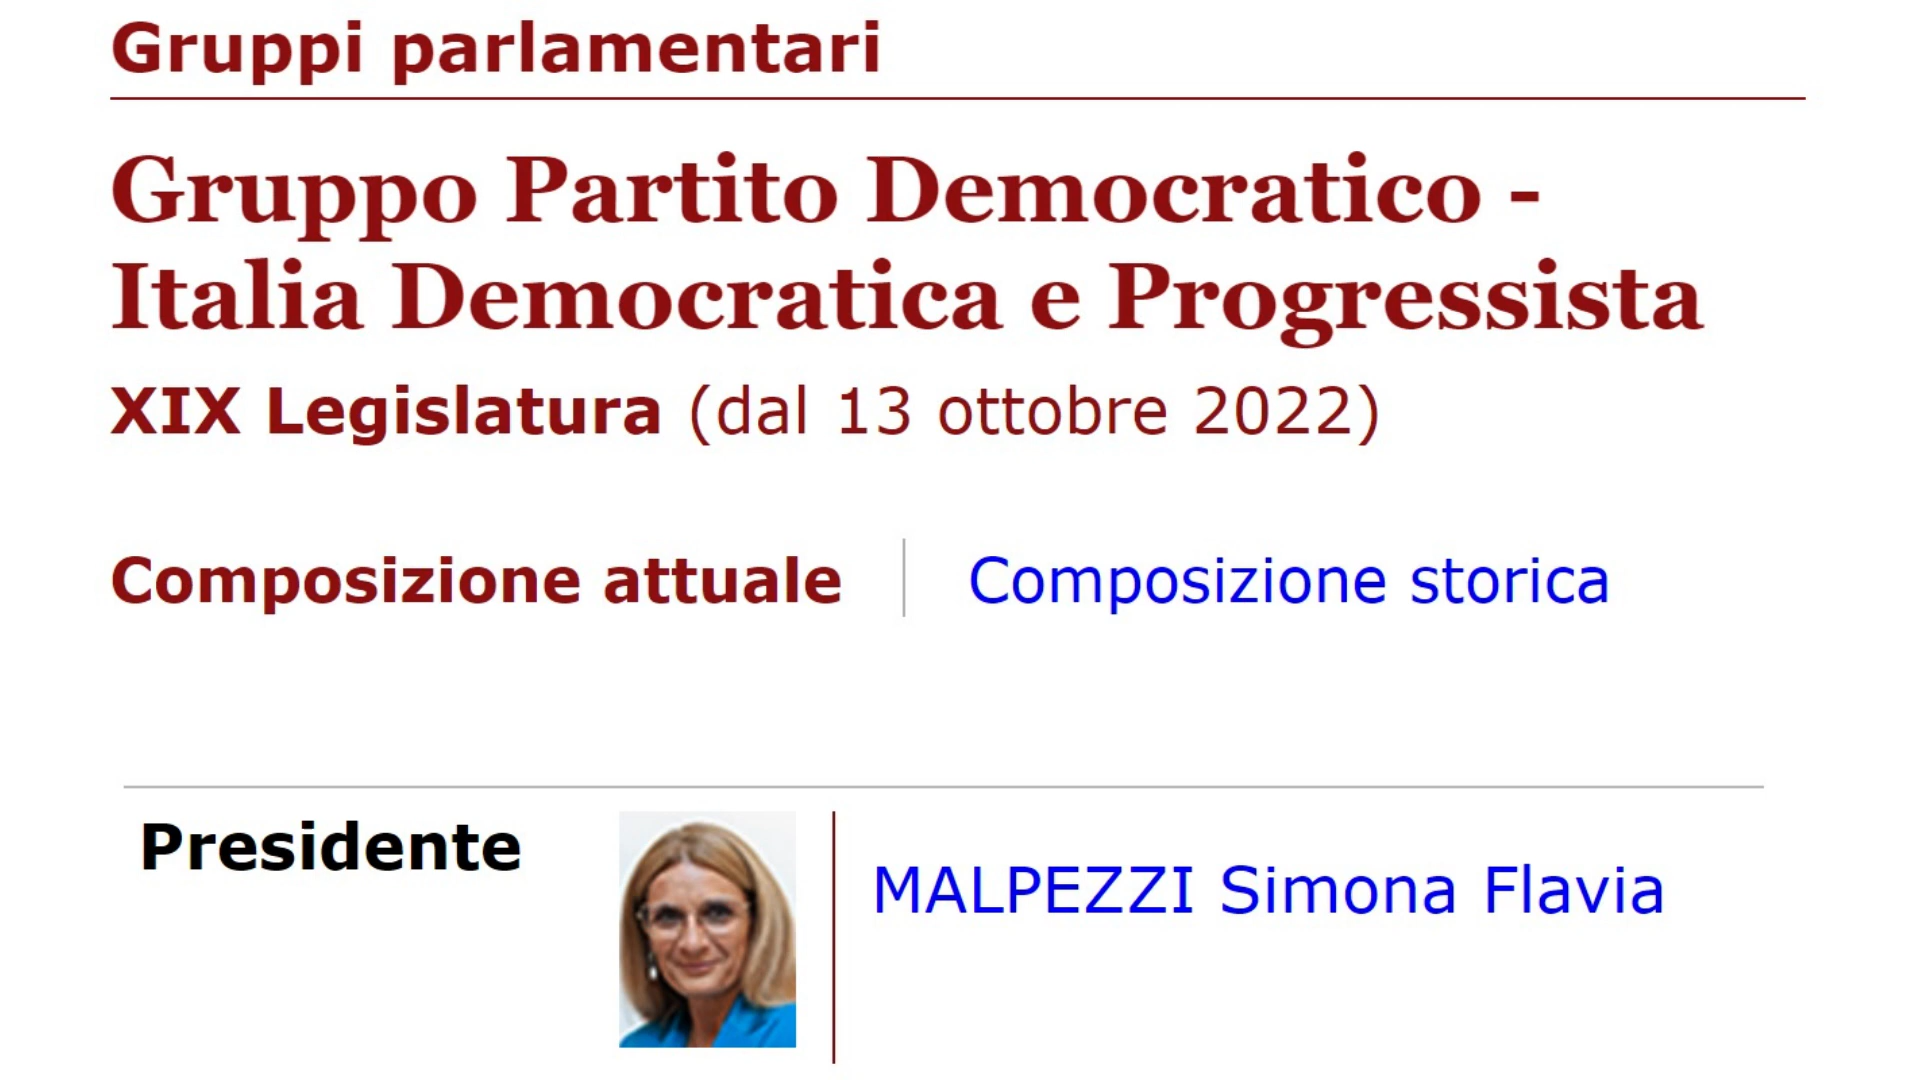 Gruppi parlamentari
Gruppo Partito Democratico -
Italia Democratica e Progressista
XIX Legislatura (dal 13 ottobre 2022)
Composizione attuale
Composizione storica
Presidente
MALPEZZI Simona Flavia